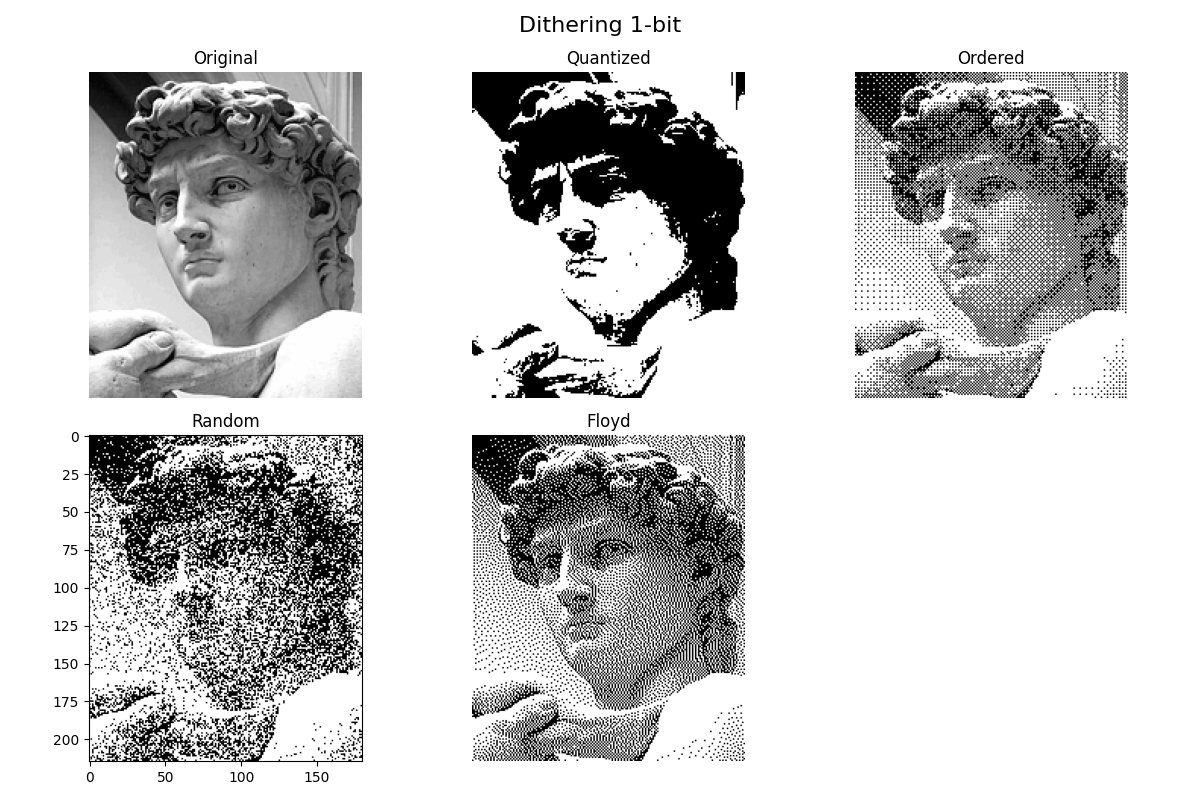 Dithering 1-bit
Original
Quantized
Ordered
Random
Floyd
0
25
50
75
100
125
150
175
200
0 50 100 150